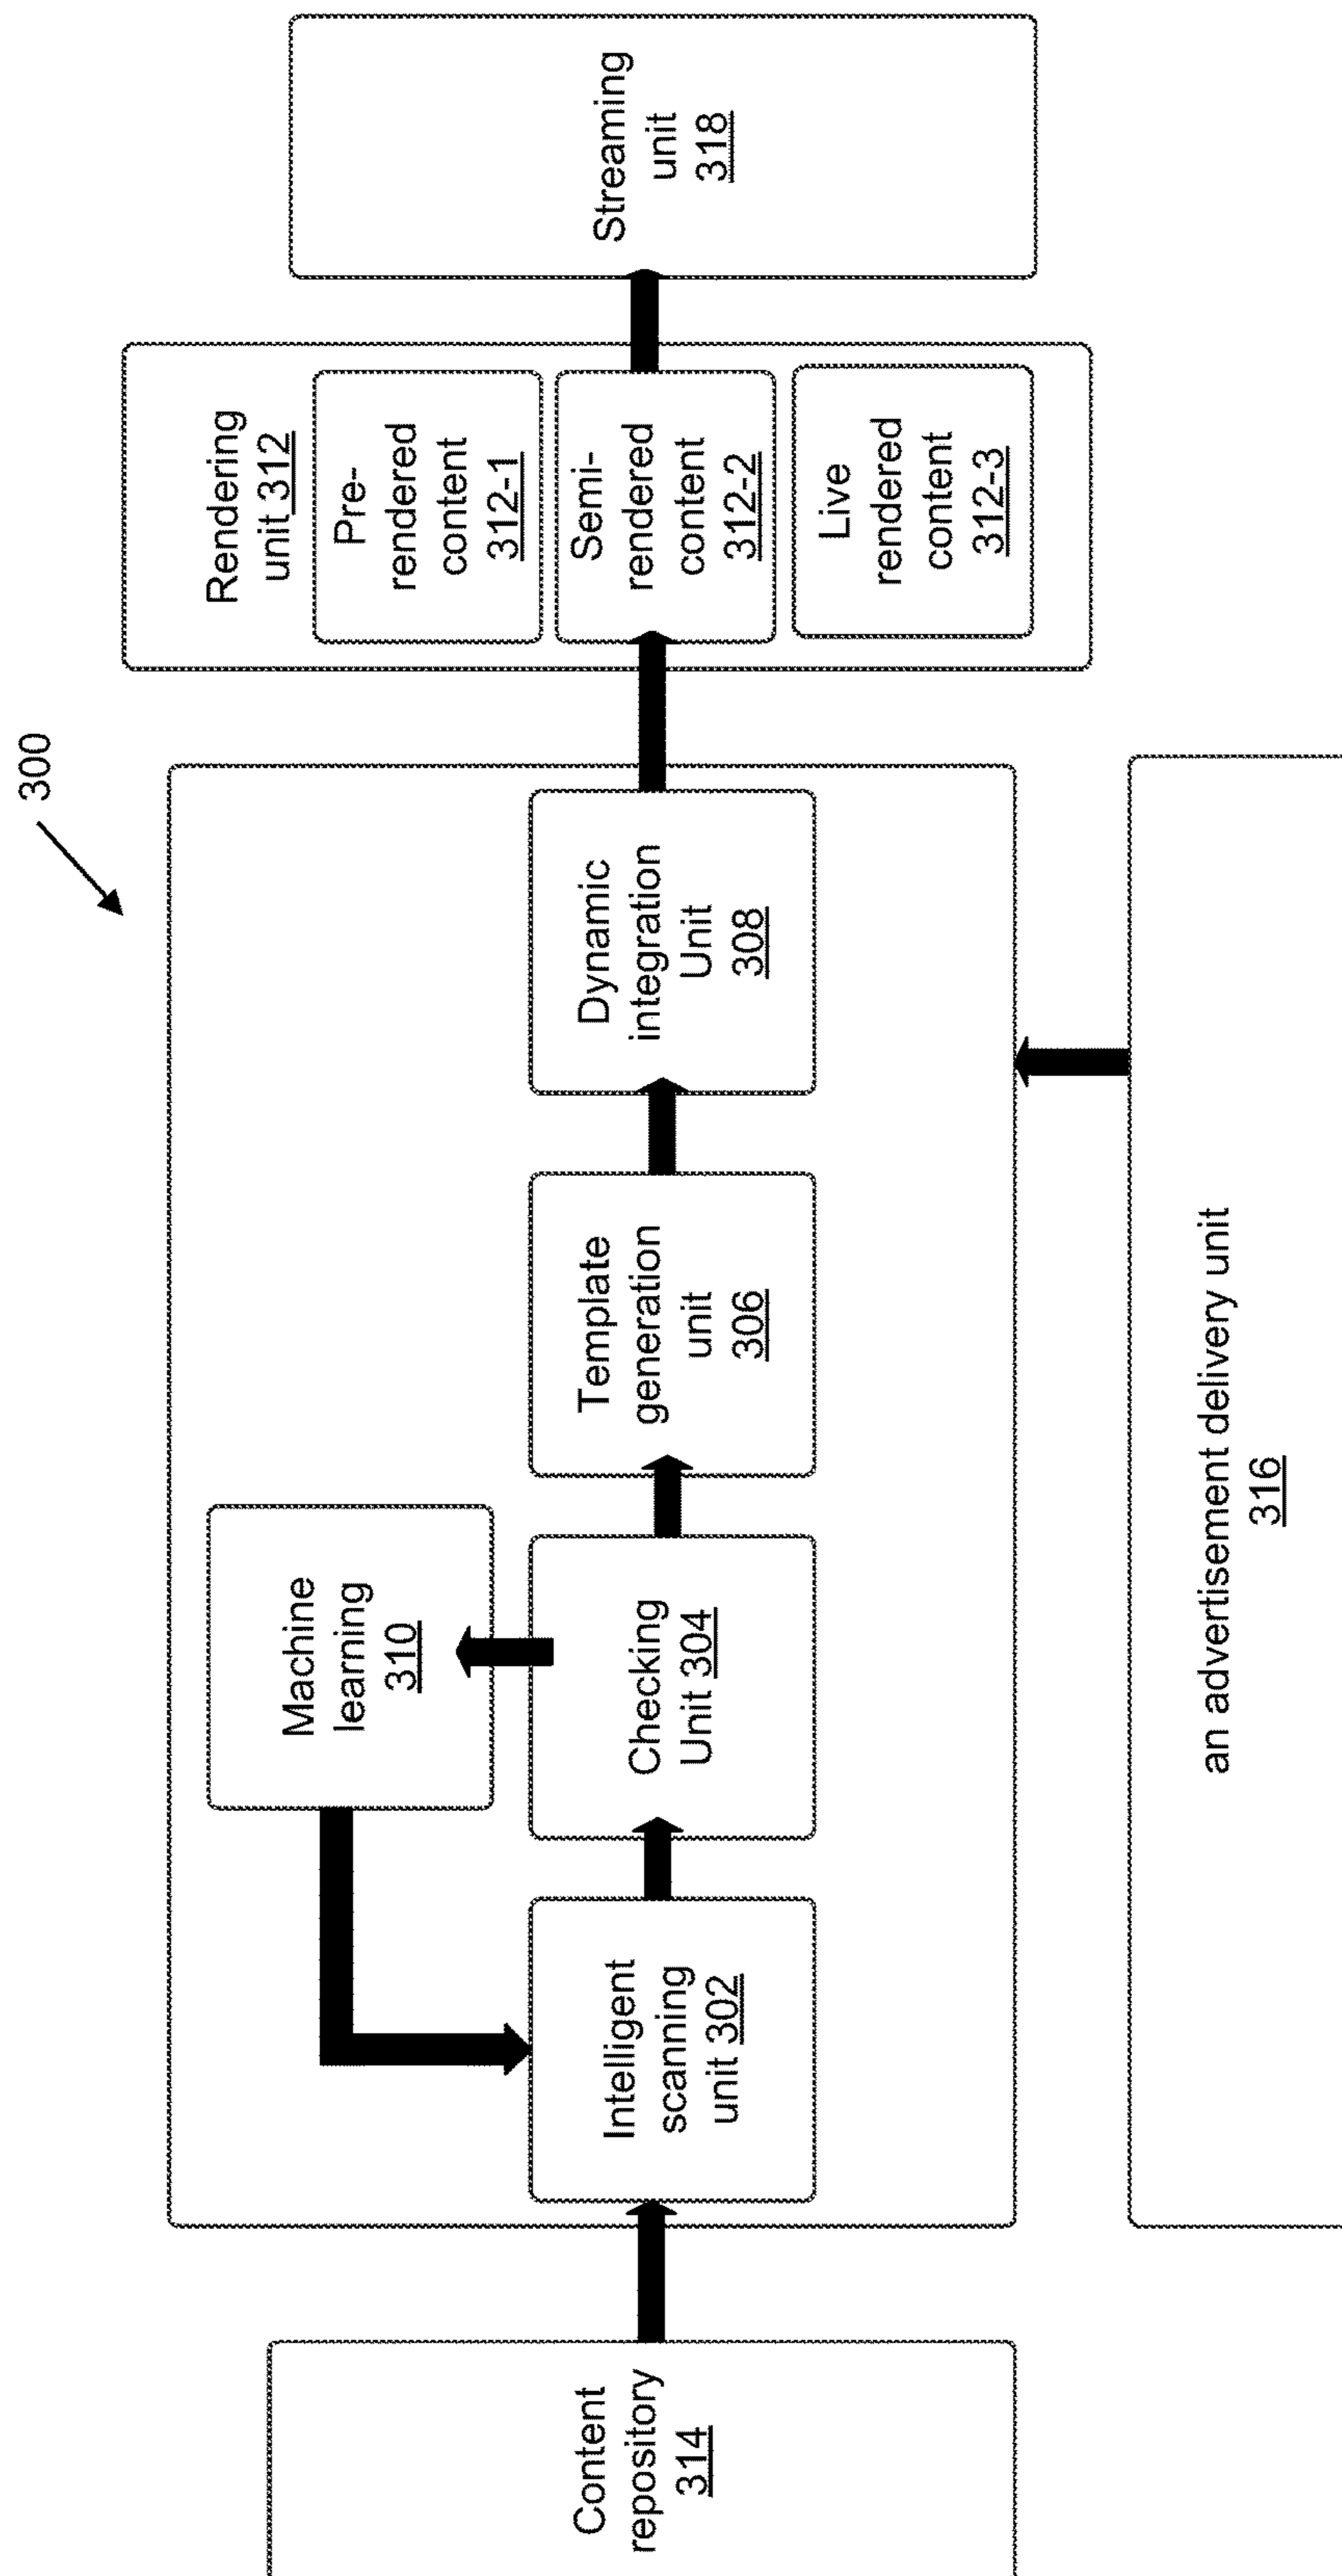 300
Content
repository
314
Intelligent
scanning
unit 302
Machine
learning
310
Checking
Unit 304
Template
generation
unit
306
Dynamic
integration
Unit
308
Rendering
unit 312
Pre-
rendered
content
312-1
Semi-
rendered
content
312-2
Live
rendered
content
312-3
Streaming
unit
318
an advertisement delivery unit
316